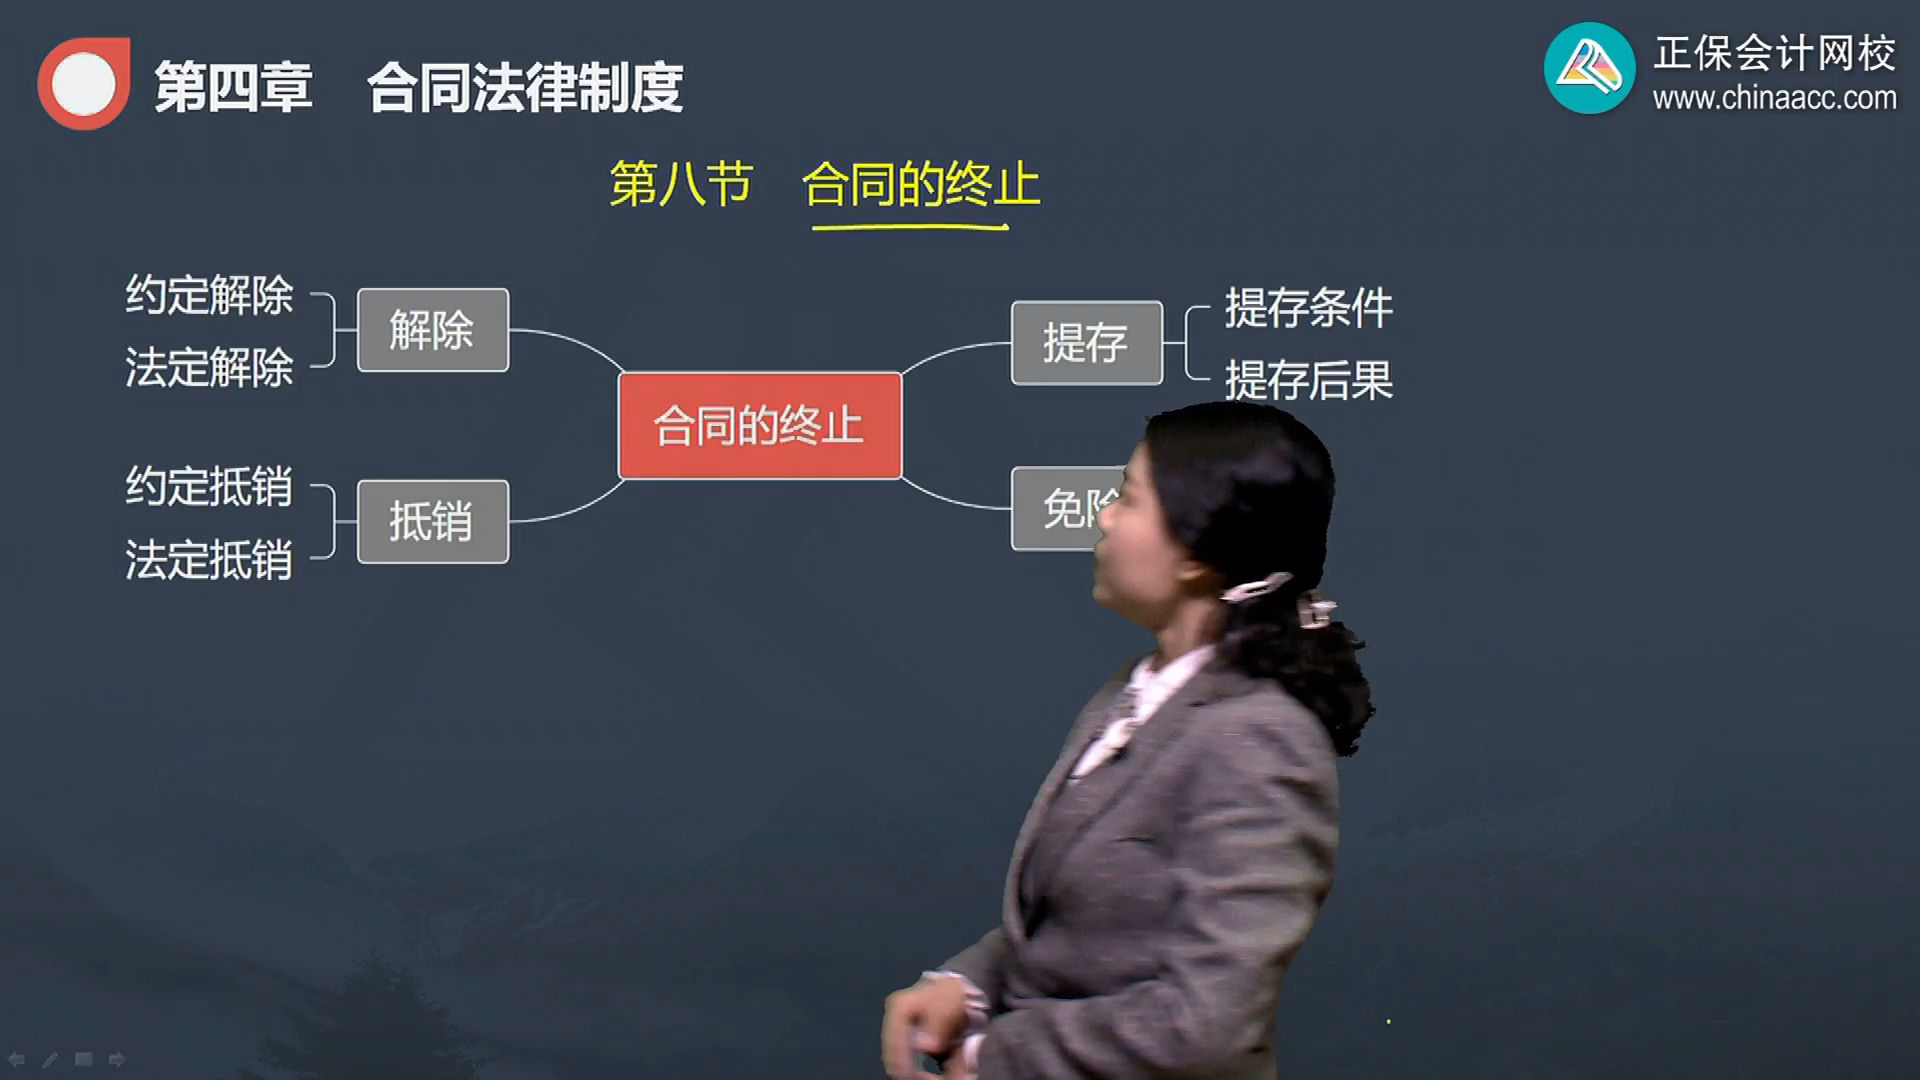 第四章 合同法律制度
正保会计网校
www.chinaacc.com
第八节 合同的终止
约定解除
法定解除
解除
约定抵销
法定抵销
抵销
合同的终止
提存
提存条件
提存后果
免